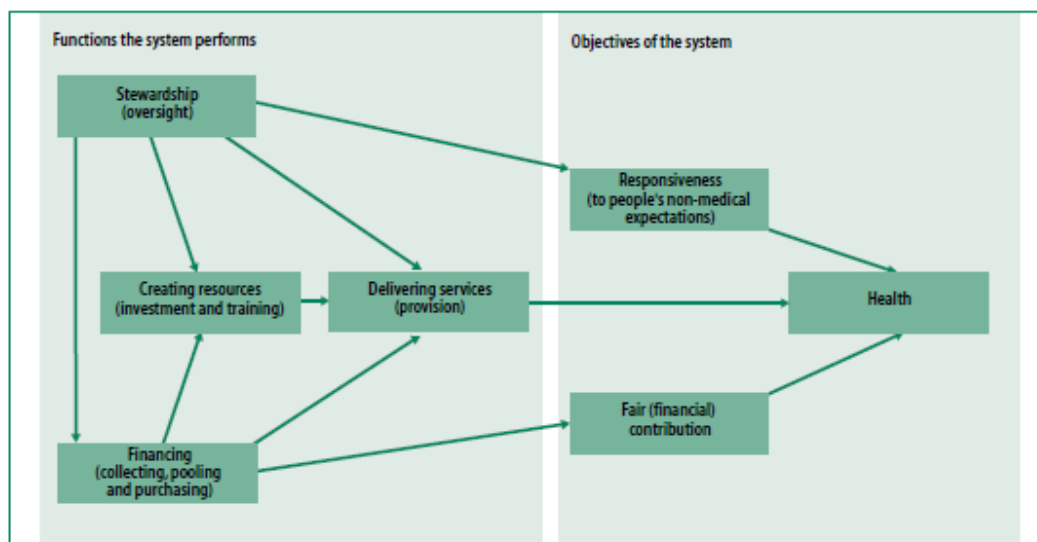 Functions the system performs
Objectives of the system
Stewardship
(oversight)
Responsiveness
(to people's non-medical
expectations)
Creating resources
(investment and training)
Delivering services
(provision)
Health
Fair (financial)
contribution
Financing
(collecting, pooling
and purchasing)